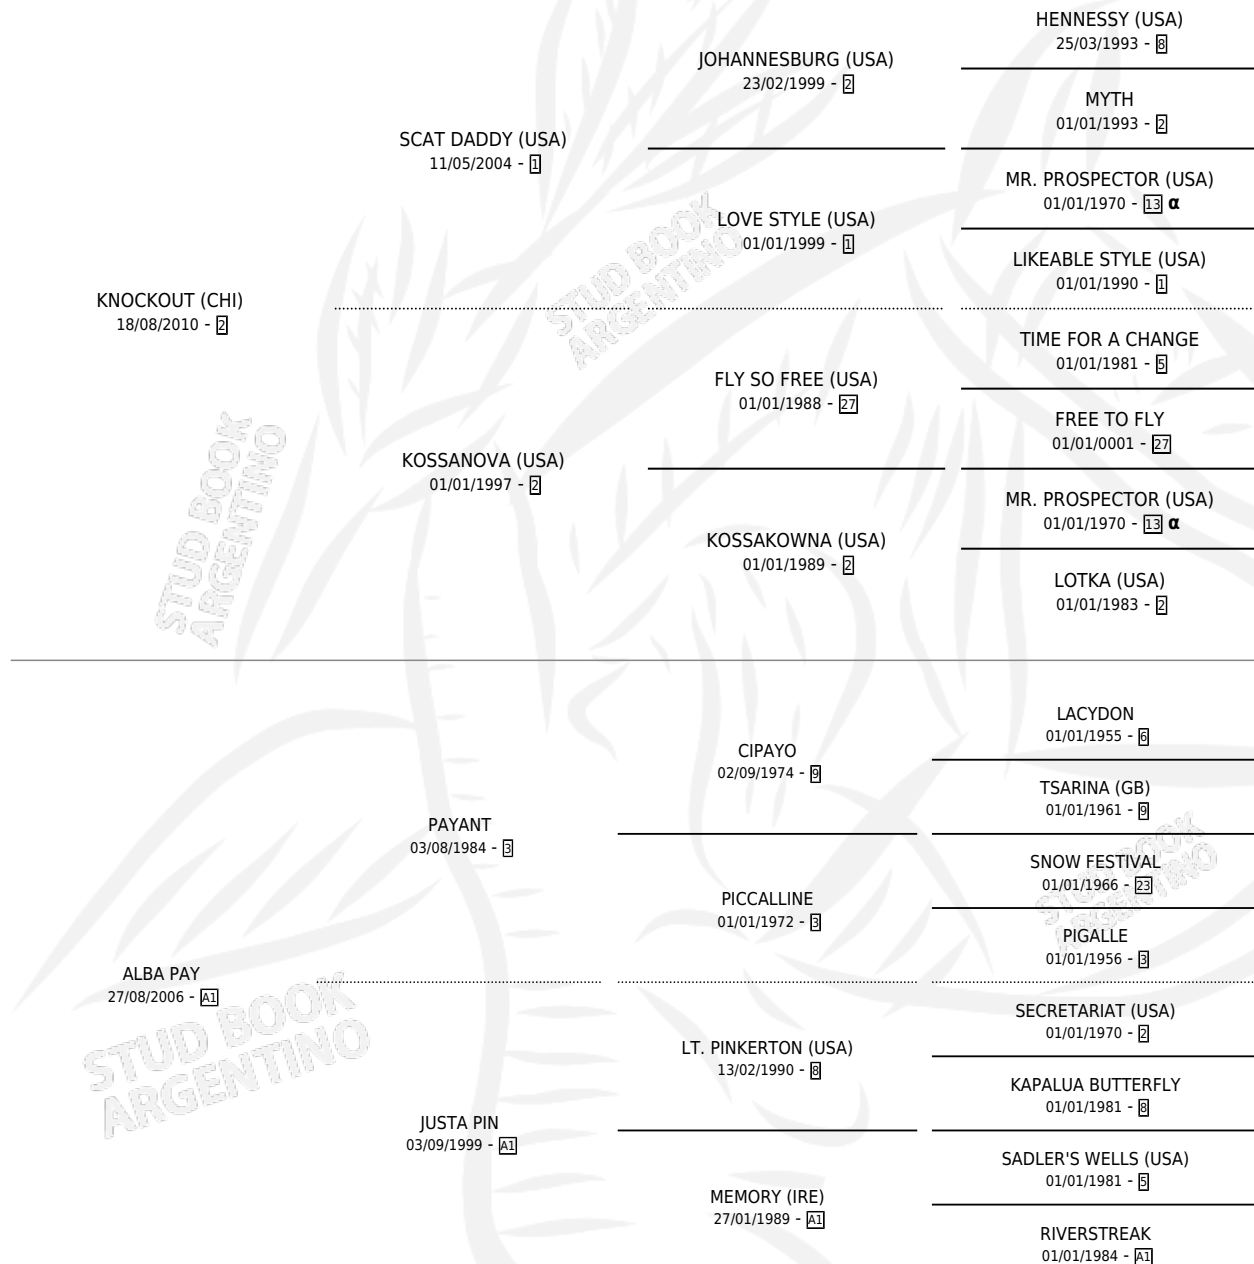 HENNESSY (USA)
25/03/1993 - 8
JOHANNESBURG (USA)
23/02/1999 - 2
MYTH
01/01/1993 - 2
SCAT DADDY (USA)
11/05/2004 - 1
MR. PROSPECTOR (USA)
01/01/1970 - 13 α
LOVE STYLE (USA)
01/01/1999 - 1
LIKEABLE STYLE (USA)
01/01/1990 - 1
KNOCKOUT (CHI)
18/08/2010 - 2
TIME FOR A CHANGE
01/01/1981 - 5
FLY SO FREE (USA)
01/01/1988 - 27
FREE TO FLY
01/01/0001 - 27
KOSSANOVA (USA)
01/01/1997 - 2
MR. PROSPECTOR (USA)
01/01/1970 - 13 α
KOSSAKOWNA (USA)
01/01/1989 - 2
LOTKA (USA)
01/01/1983 - 2
LACYDON
01/01/1955 - 6
CIPAYO
02/09/1974 - 9
TSARINA (GB)
01/01/1961 - 9
PAYANT
03/08/1984 - 3
SNOW FESTIVAL
01/01/1966 - 23
PICCALLINE
01/01/1972 - 3
PIGALLE
01/01/1956 - 3
ALBA PAY
27/08/2006 - A1
SECRETARIAT (USA)
01/01/1970 - 2
LT. PINKERTON (USA)
13/02/1990 - 8
KAPALUA BUTTERFLY
01/01/1981 - 8
JUSTA PIN
03/09/1999 - A1
SADLER'S WELLS (USA)
01/01/1981 - 5
MEMORY (IRE)
27/01/1989 - A1
RIVERSTREAK
01/01/1984 - A1
STUD BOOK
ARGENTINO
STUD BOOK
ARGENTINO
STUD BOOK
ARGENTINO
STUD BOOK
ARGENTINO